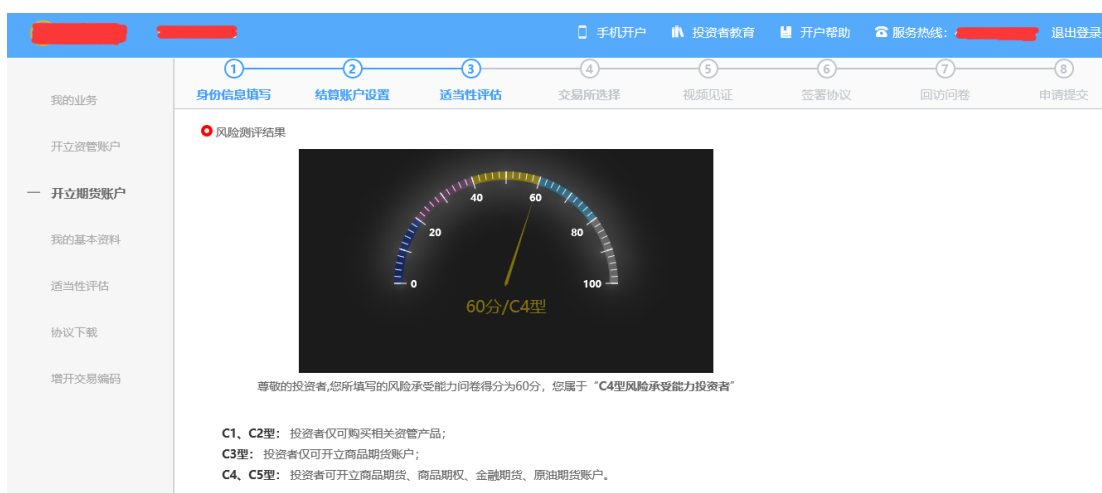 手机开户 投资者教育 开户帮助 服务热线: 退出登录
1 2 3 4 5 6 7 8
身份信息填写 结算账户设置 适当性评估 交易所选择 视频见证 签署协议 回访问卷 申请提交
我的业务
开立资管账户
一 开立期货账户
我的基本资料
适当性评估
协议下载
增开交易编码
风险测评结果
0 20 40 60 80 100
60分/C4型
尊敬的投资者,您所填写的风险承受能力问卷得分为60分，您属于“C4型风险承受能力投资者”
C1、C2型： 投资者仅可购买相关资管产品；
C3型： 投资者仅可开立商品期货账户；
C4、C5型： 投资者可开立商品期货、商品期权、金融期货、原油期货账户。